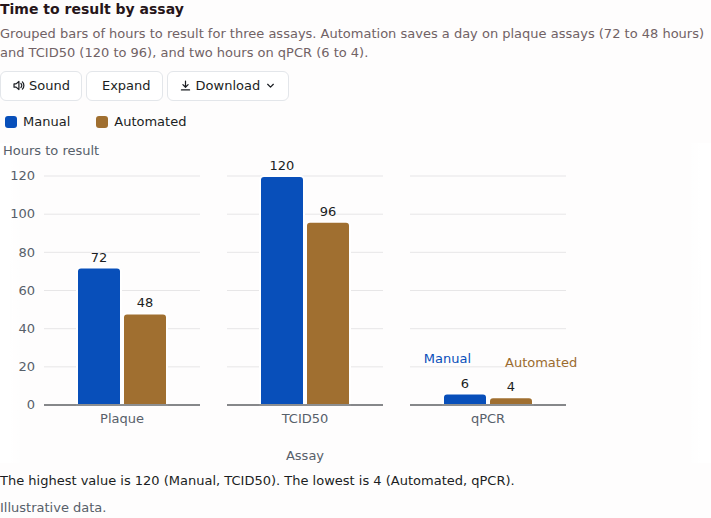 Time to result by assay
Grouped bars of hours to result for three assays. Automation saves a day on plaque assays (72 to 48 hours)
and TCID50 (120 to 96), and two hours on qPCR (6 to 4).
Sound Expand Download
Manual Automated
Hours to result
120
100
80
60
40
20
0
72
48
120
96
Manual
Automated
6
4
Plaque TCID50 qPCR
Assay
The highest value is 120 (Manual, TCID50). The lowest is 4 (Automated, qPCR).
Illustrative data.